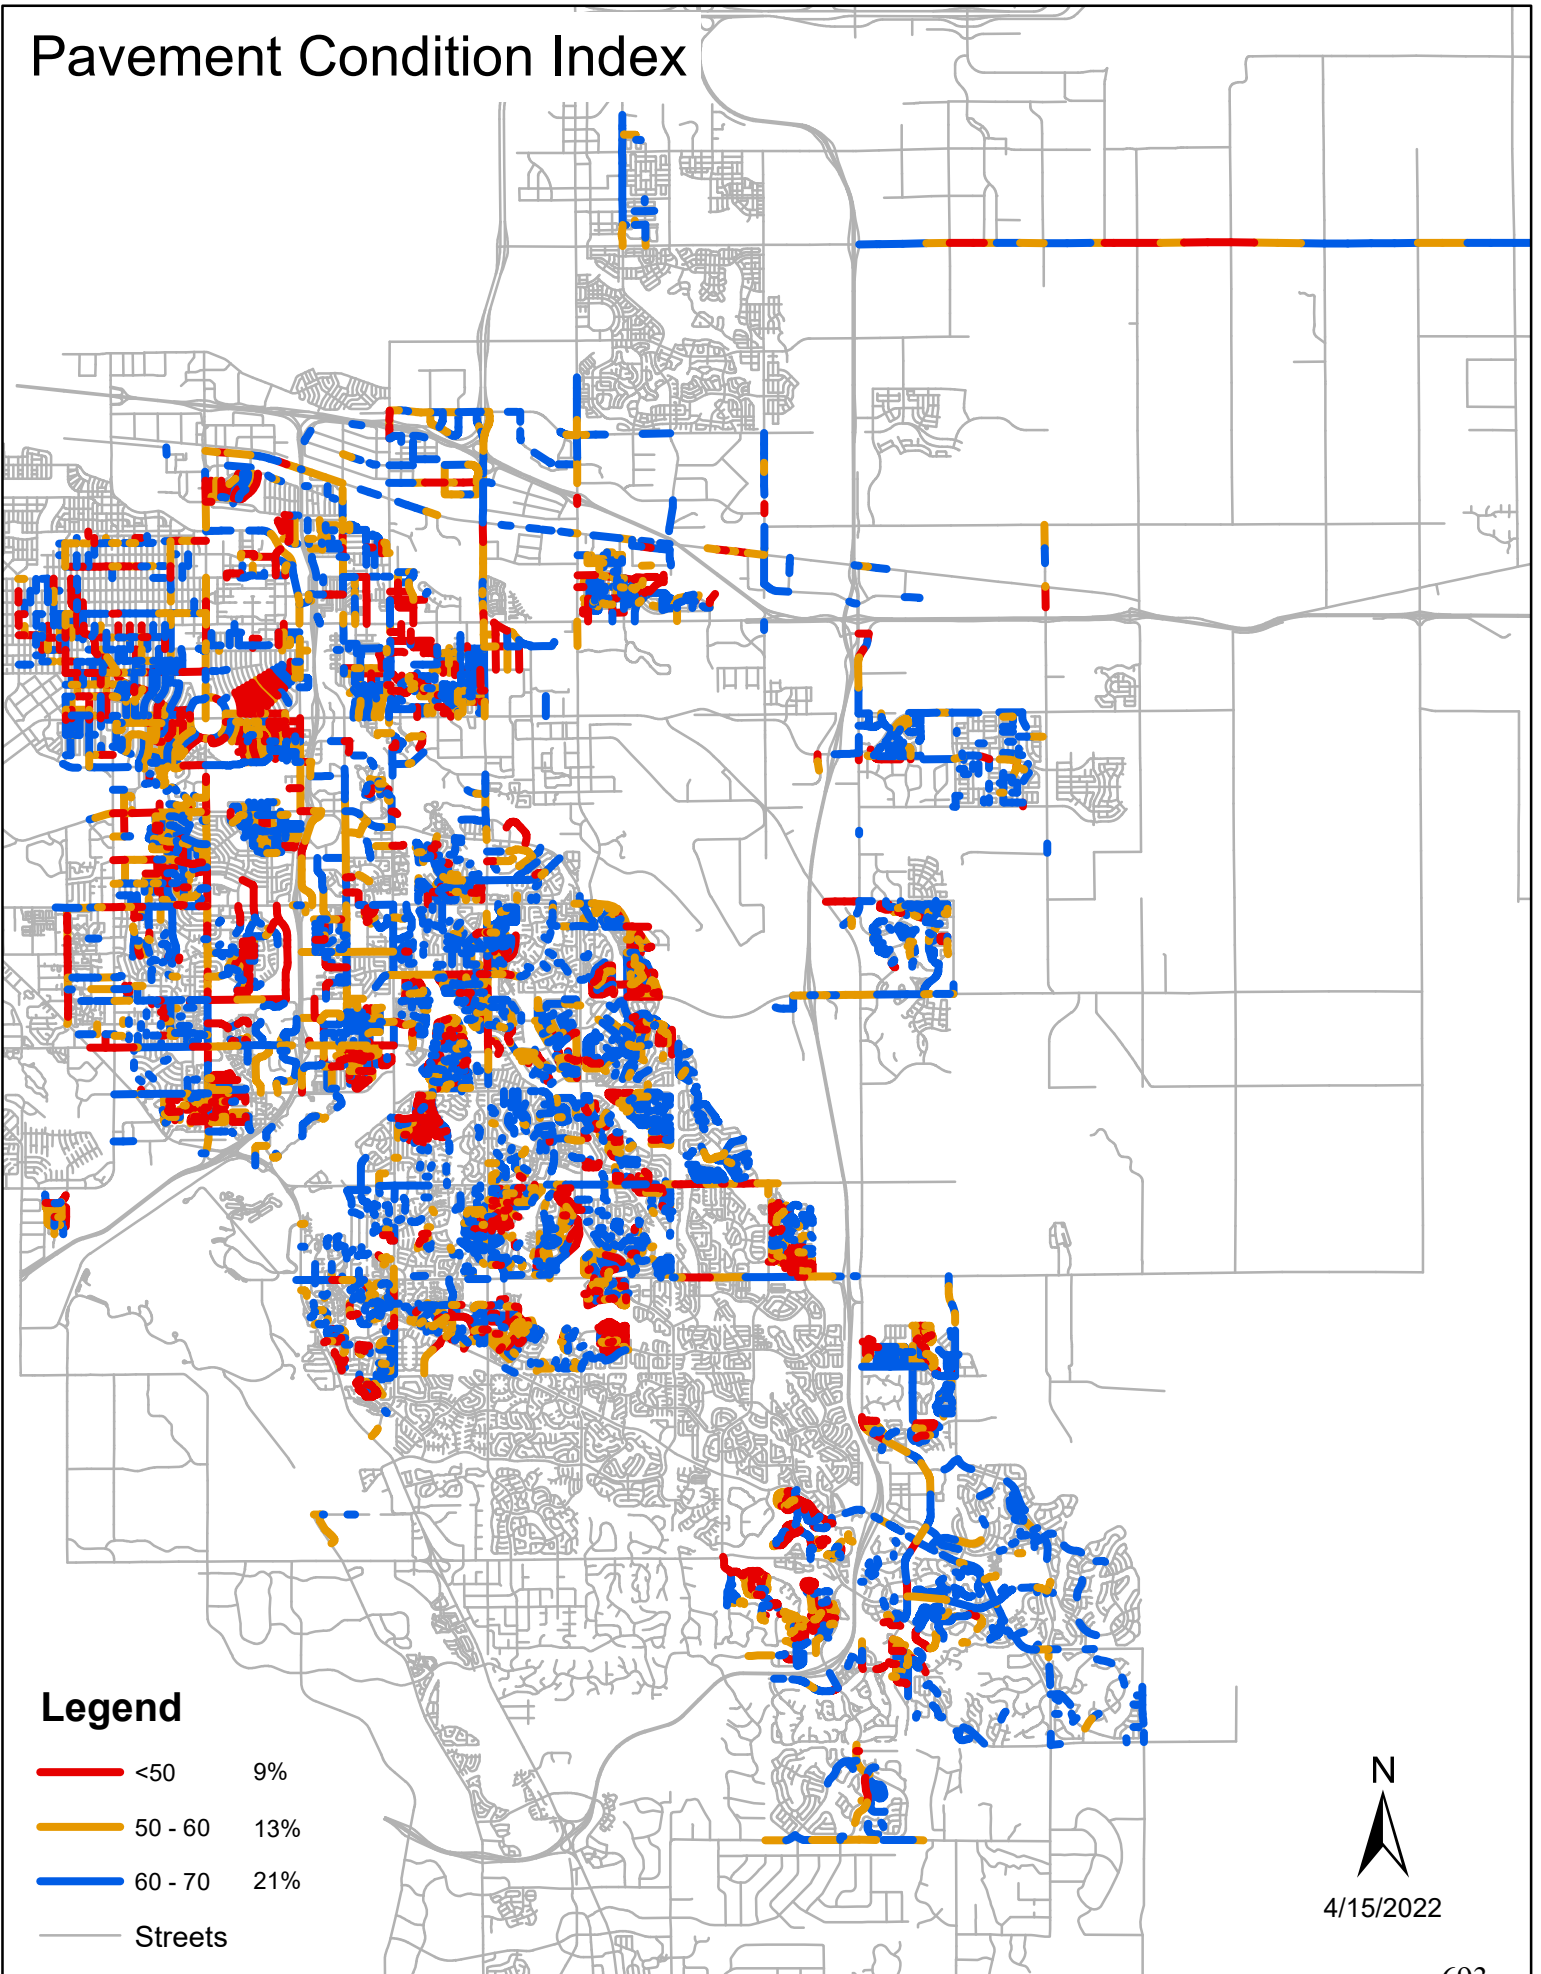 Pavement Condition Index
Legend
<50 9%
50 - 60 13%
60 - 70 21%
Streets
N
4/15/2022